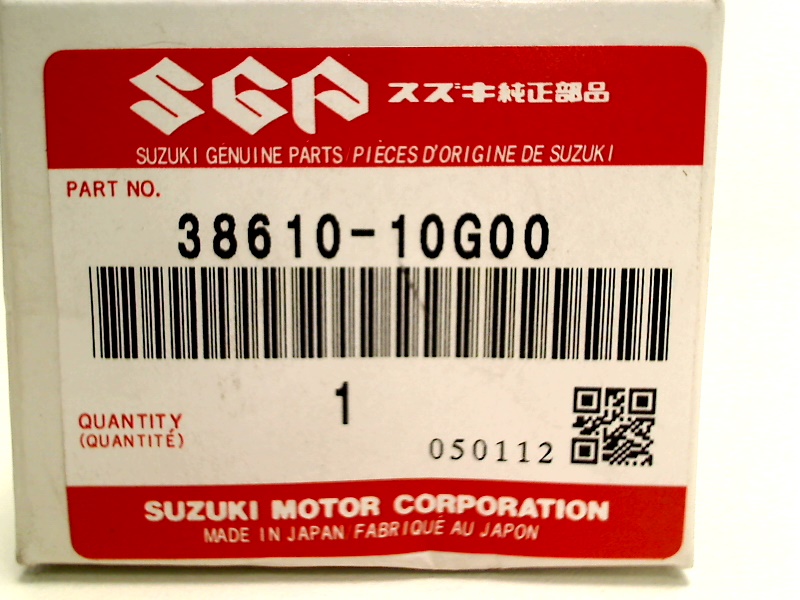 SGP スズキ純正部品
SUZUKI GENUINE PARTS/PIÈCES D'ORIGINE DE SUZUKI
PART NO.
38610-10G00
1
QUANTITY
(QUANTITÉ)
050112
SUZUKI MOTOR CORPORATION
MADE IN JAPAN/FABRIQUÉ AU JAPON